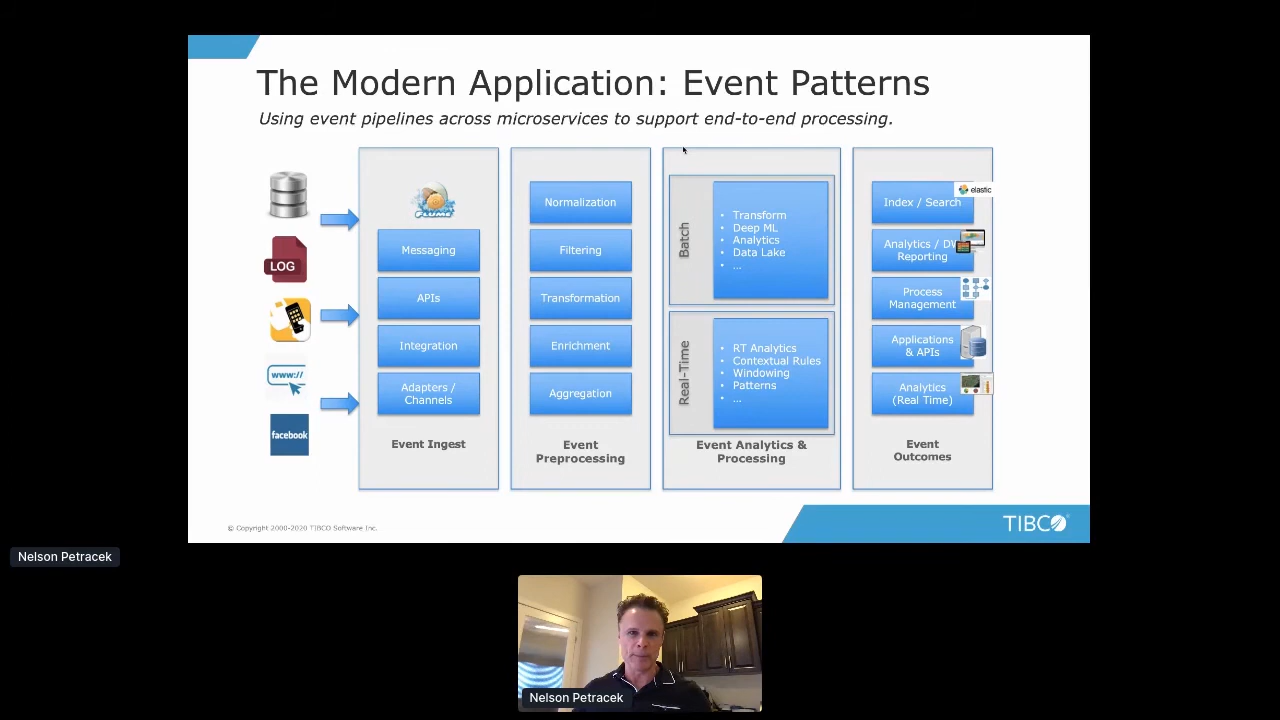 The Modern Application: Event Patterns
Using event pipelines across microservices to support end-to-end processing.
LOG
www://
facebook
FLUME
Messaging
APIs
Integration
Adapters /
Channels
Event Ingest
Normalization
Filtering
Transformation
Enrichment
Aggregation
Event
Preprocessing
Batch
• Transform
• Deep ML
• Analytics
• Data Lake
• ...
Real-Time
• RT Analytics
• Contextual Rules
• Windowing
• Patterns
• ...
Event Analytics &
Processing
elastic
Index / Search
Analytics / DV
Reporting
Process
Management
Applications
& APIs
Analytics
(Real Time)
Event
Outcomes
© Copyright 2000-2020 TIBCO Software Inc.
TIBCO®
Nelson Petracek
Nelson Petracek